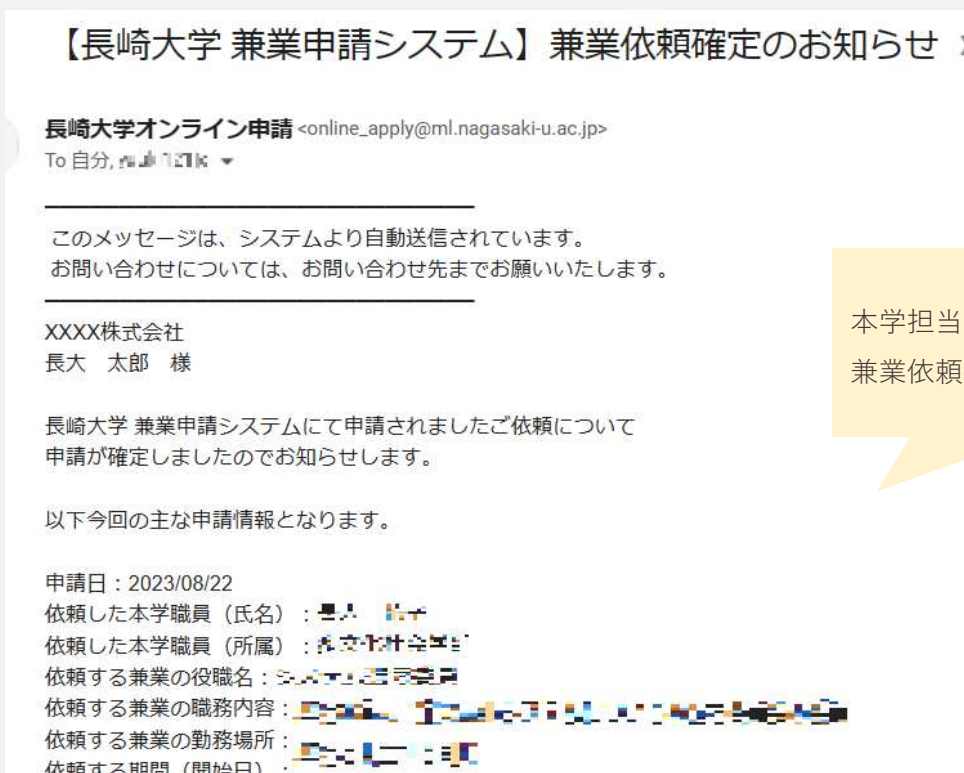 【長崎大学 兼業申請システム】兼業依頼確定のお知らせ
長崎大学オンライン申請 <online_apply@ml.nagasaki-u.ac.jp>
To 自分,
このメッセージは、システムより自動送信されています。
お問い合わせについては、お問い合わせ先までお願いいたします。
XXXX株式会社
長大 太郎 様
長崎大学 兼業申請システムにて申請されましたご依頼について
申請が確定しましたのでお知らせします。
以下今回の主な申請情報となります。
申請日：2023/08/22
依頼した本学職員（氏名）：
依頼した本学職員（所属）：
依頼する兼業の役職名：
依頼する兼業の職務内容：
依頼する兼業の勤務場所：
依頼する期間（開始日）：
本学担当
兼業依頼